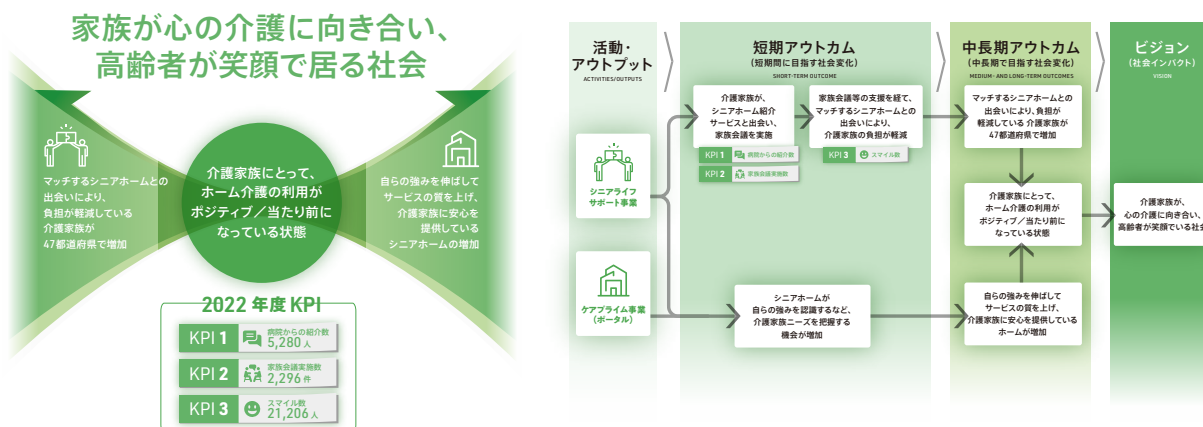 家族が心の介護に向き合い、
高齢者が笑顔で居る社会
マッチするシニアホームとの
出会いにより、
負担が軽減している
介護家族が
47都道府県で増加
介護家族にとって、
ホーム介護の利用が
ポジティブ／当たり前に
なっている状態
自らの強みを伸ばして
サービスの質を上げ、
介護家族に安心を
提供している
シニアホームの増加
2022 年度 KPI
KPI 1
病院からの紹介数
5,280 人
KPI 2
家族会議実施数
2,296 件
KPI 3
スマイル数
21,206 人
活動・
アウトプット
ACTIVITIES/OUTPUTS
シニアライフ
サポート事業
ケアプライム事業
（ポータル）
短期アウトカム
（短期間に目指す社会変化）
SHORT-TERM OUTCOME
介護家族が、
シニアホーム紹介
サービスと出会い、
家族会議を実施
KPI 1 病院からの紹介数
KPI 2 家族会議実施数
家族会議等の支援を経て、
マッチするシニアホームとの
出会いにより、
介護家族の負担が軽減
KPI 3 スマイル数
シニアホームが
自らの強みを認識するなど、
介護家族ニーズを把握する
機会が増加
中長期アウトカム
（中長期で目指す社会変化）
MEDIUM- AND LONG-TERM OUTCOMES
マッチするシニアホームとの
出会いにより、負担が
軽減している 介護家族が
47都道府県で増加
介護家族にとって、
ホーム介護の利用が
ポジティブ／当たり前に
なっている状態
自らの強みを伸ばして
サービスの質を上げ、
介護家族に安心を提供している
ホームが増加
ビジョン
（社会インパクト）
VISION
介護家族が、
心の介護に向き合い、
高齢者が笑顔でいる社会